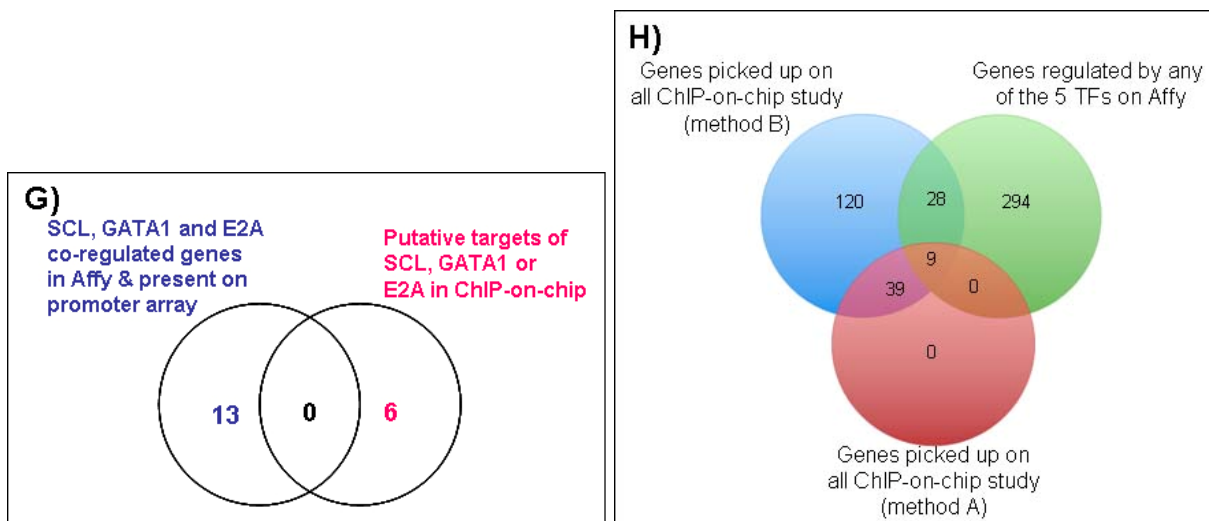 G)
SCL, GATA1 and E2A
co-regulated genes
in Affy & present on
promoter array
Putative targets of
SCL, GATA1 or
E2A in ChIP-on-chip
13
0
6
H)
Genes picked up on
all ChIP-on-chip study
(method B)
Genes regulated by any
of the 5 TFs on Affy
120
28
294
9
39
0
0
Genes picked up on
all ChIP-on-chip study
(method A)